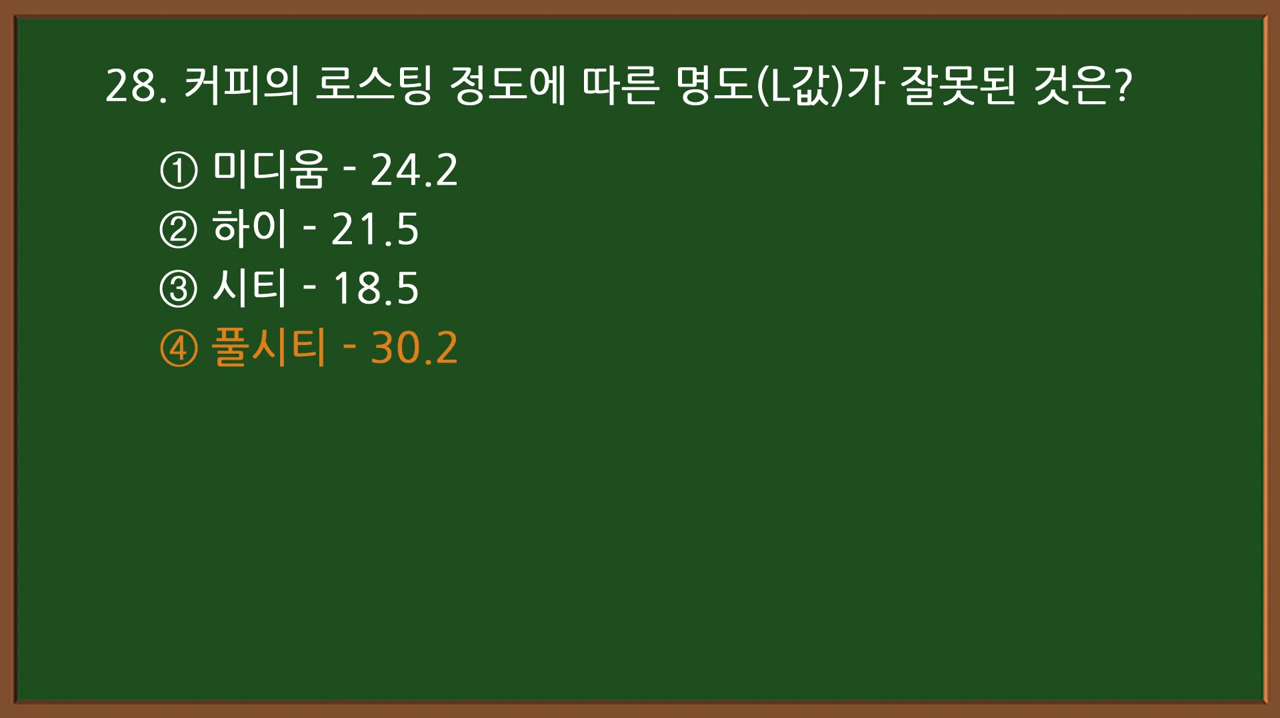 28. 커피의 로스팅 정도에 따른 명도(L값)가 잘못된 것은?
① 미디움 - 24.2
② 하이 - 21.5
③ 시티 - 18.5
④ 풀시티 - 30.2